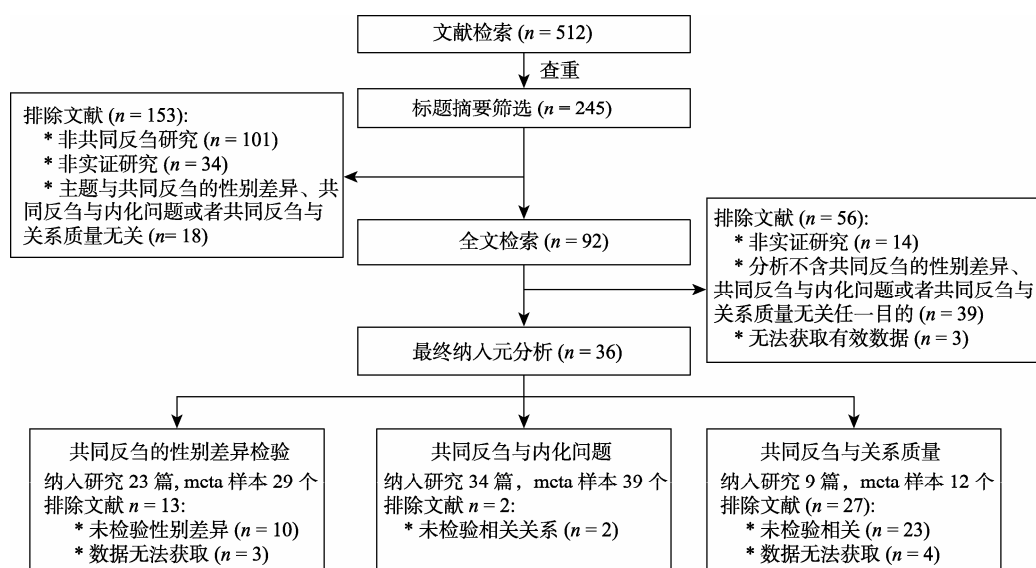 文献检索 (n = 512)
查重
标题摘要筛选 (n = 245)
排除文献 (n = 153):
* 非共同反刍研究 (n = 101)
* 非实证研究 (n = 34)
* 主题与共同反刍的性别差异、共
同反刍与内化问题或者共同反刍与
关系质量无关 (n= 18)
全文检索 (n = 92)
排除文献 (n = 56):
* 非实证研究 (n = 14)
* 分析不含共同反刍的性别差异、
共同反刍与内化问题或者共同反刍与
关系质量无关任一目的 (n = 39)
* 无法获取有效数据 (n = 3)
最终纳入元分析 (n = 36)
共同反刍的性别差异检验
纳入研究 23 篇, mcta 样本 29 个
排除文献 n = 13:
* 未检验性别差异 (n = 10)
* 数据无法获取 (n = 3)
共同反刍与内化问题
纳入研究 34 篇，mcta 样本 39 个
排除文献 n = 2:
* 未检验相关关系 (n = 2)
共同反刍与关系质量
纳入研究 9 篇，mcta 样本 12 个
排除文献 (n = 27):
* 未检验相关 (n = 23)
* 数据无法获取 (n = 4)